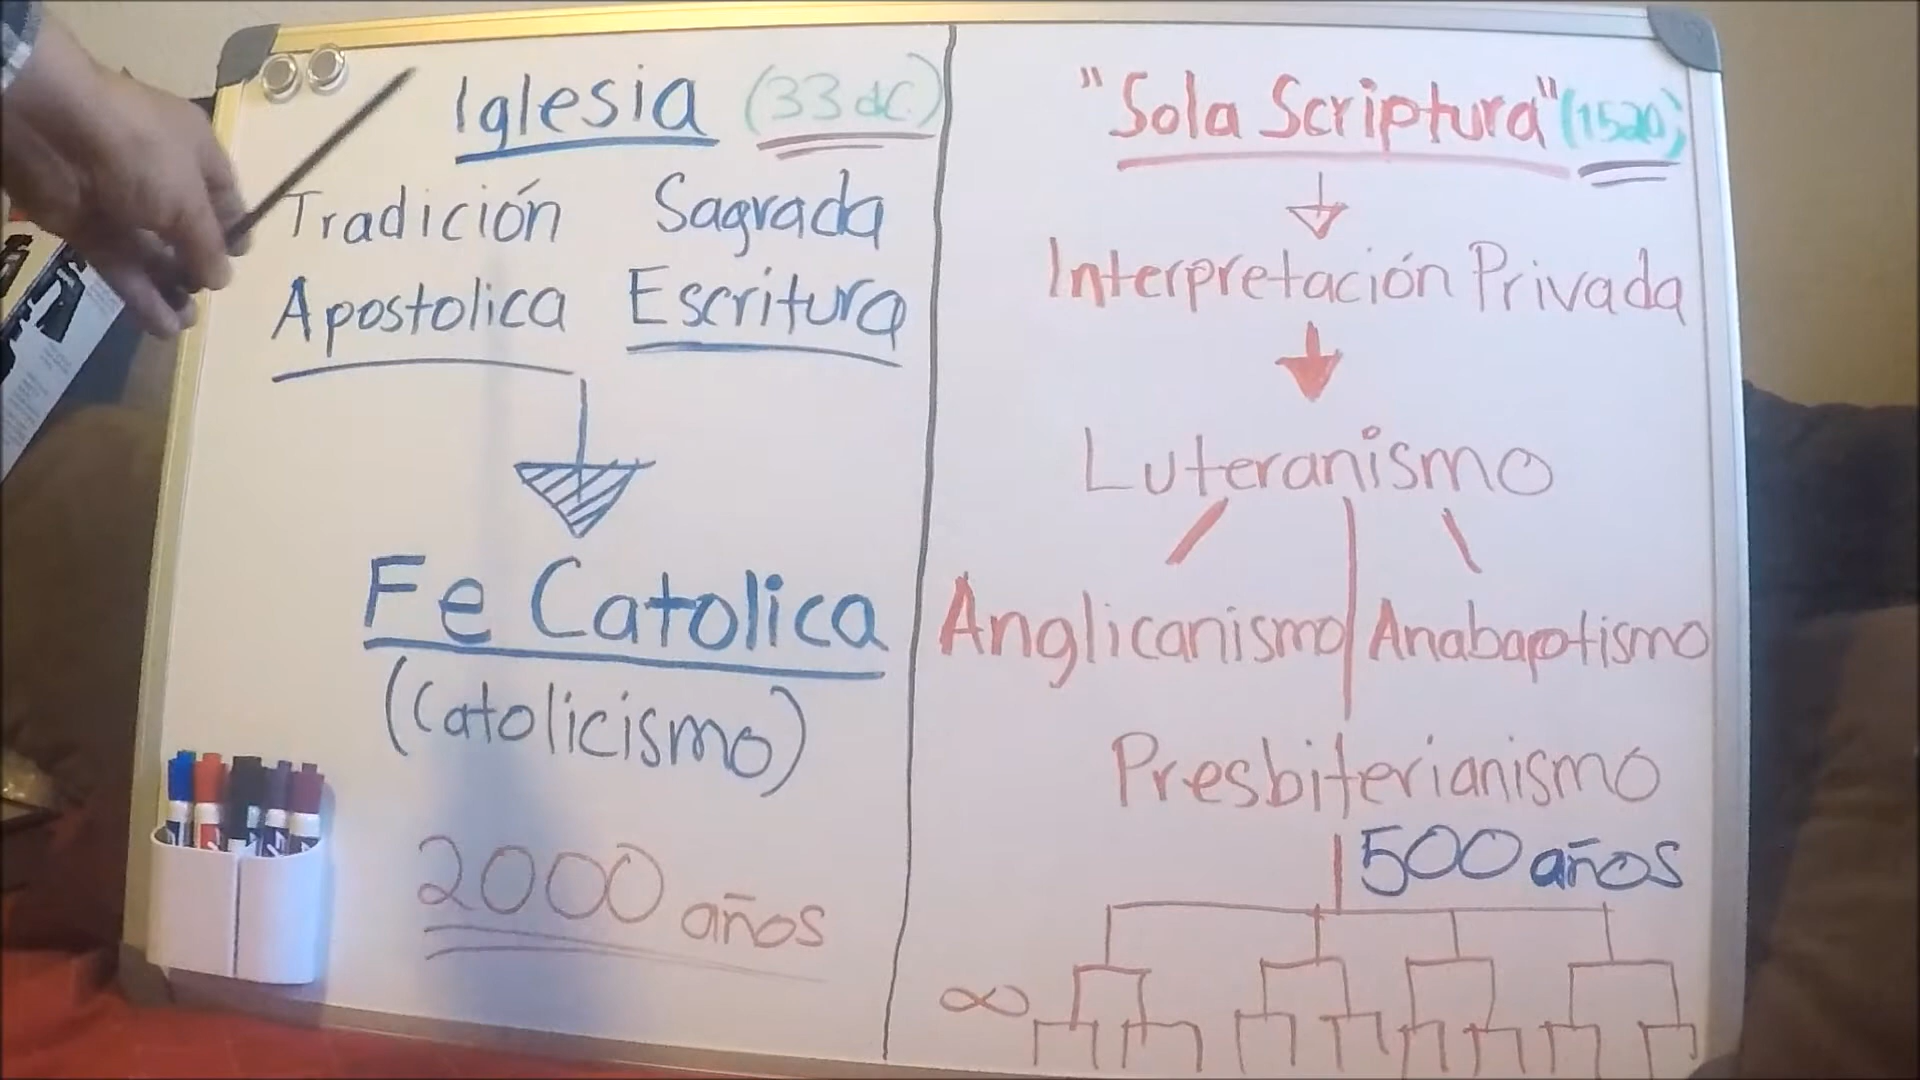 Iglesia (33 dC.)
Tradición Sagrada
Apostolica Escritura
Fe Catolica
(Catolicismo)
2000 años
"Sola Scriptura" (1520)
Interpretación Privada
Luteranismo
Anglicanismo Anabaptismo
Presbiterianismo
500 años
∞